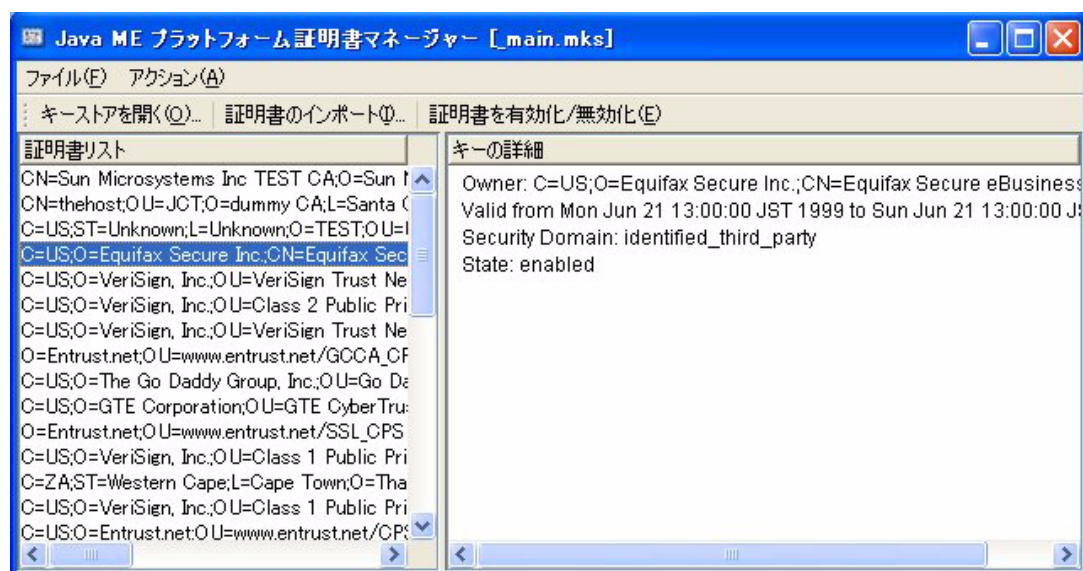 Java ME プラットフォーム証明書マネージャー [_main.mks]
ファイル(F) アクション(A)
キーストアを開く(O)... 証明書のインポート(I)... 証明書を有効化/無効化(E)
証明書リスト
CN=Sun Microsystems Inc TEST CA;O=Sun
CN=thehost;OU=JCT;O=dummy CA;L=Santa
C=US;ST=Unknown;L=Unknown;O=TEST;OU=
C=US;O=Equifax Secure Inc.;CN=Equifax Sec
C=US;O=VeriSign, Inc.;OU=VeriSign Trust Ne
C=US;O=VeriSign, Inc.;OU=Class 2 Public Pri
C=US;O=VeriSign, Inc.;OU=VeriSign Trust Ne
O=Entrust.net;OU=www.entrust.net/GCCA_CP
C=US;O=The Go Daddy Group, Inc.;OU=Go Da
C=US;O=GTE Corporation;OU=GTE CyberTru
O=Entrust.net;OU=www.entrust.net/SSL_CPS
C=US;O=VeriSign, Inc.;OU=Class 1 Public Pri
C=ZA;ST=Western Cape;L=Cape Town;O=Tha
C=US;O=VeriSign, Inc.;OU=Class 1 Public Pri
C=US;O=Entrust.net;OU=www.entrust.net/CPS
キーの詳細
Owner: C=US;O=Equifax Secure Inc.;CN=Equifax Secure eBusiness
Valid from Mon Jun 21 13:00:00 JST 1999 to Sun Jun 21 13:00:00
Security Domain: identified_third_party
State: enabled